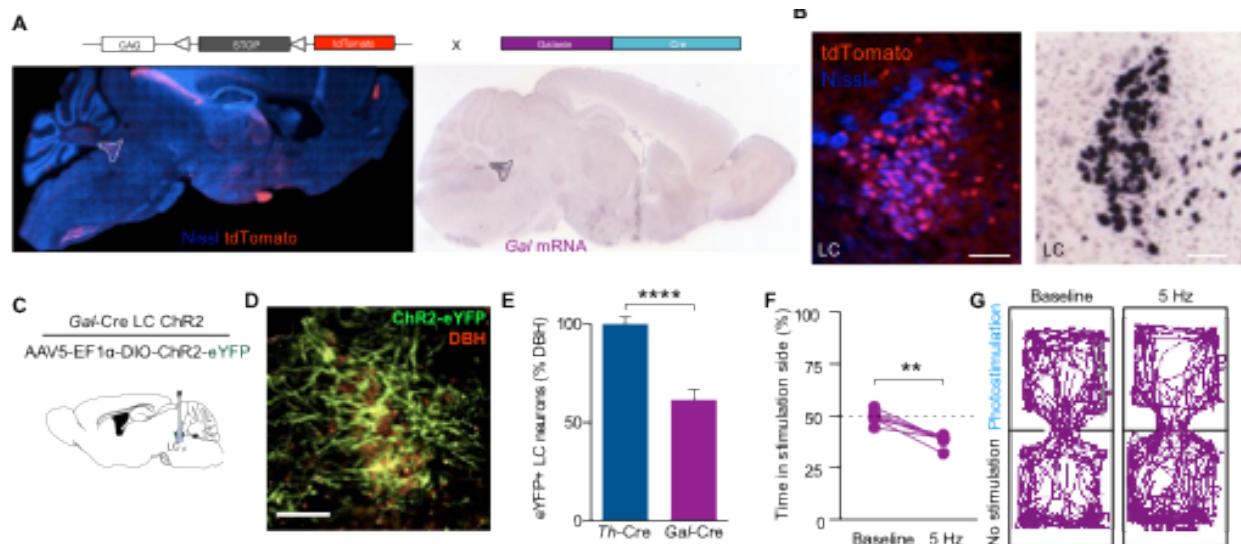 A
CAG
STOP
tdTomato
X
Galanin
Cre
Nissl tdTomato
Gal mRNA
B
tdTomato
Nissl
LC
LC
C
Gal-Cre LC ChR2
AAV5-EF1α-DIO-ChR2-eYFP
LC
D
ChR2-eYFP
DBH
E
eYFP+ LC neurons (% DBH)
100
50
0
****
Th-Cre
Gal-Cre
F
Time in stimulation side (%)
100
75
50
25
0
**
Baseline
5 Hz
G
Baseline
5 Hz
Photostimulation
No stimulation